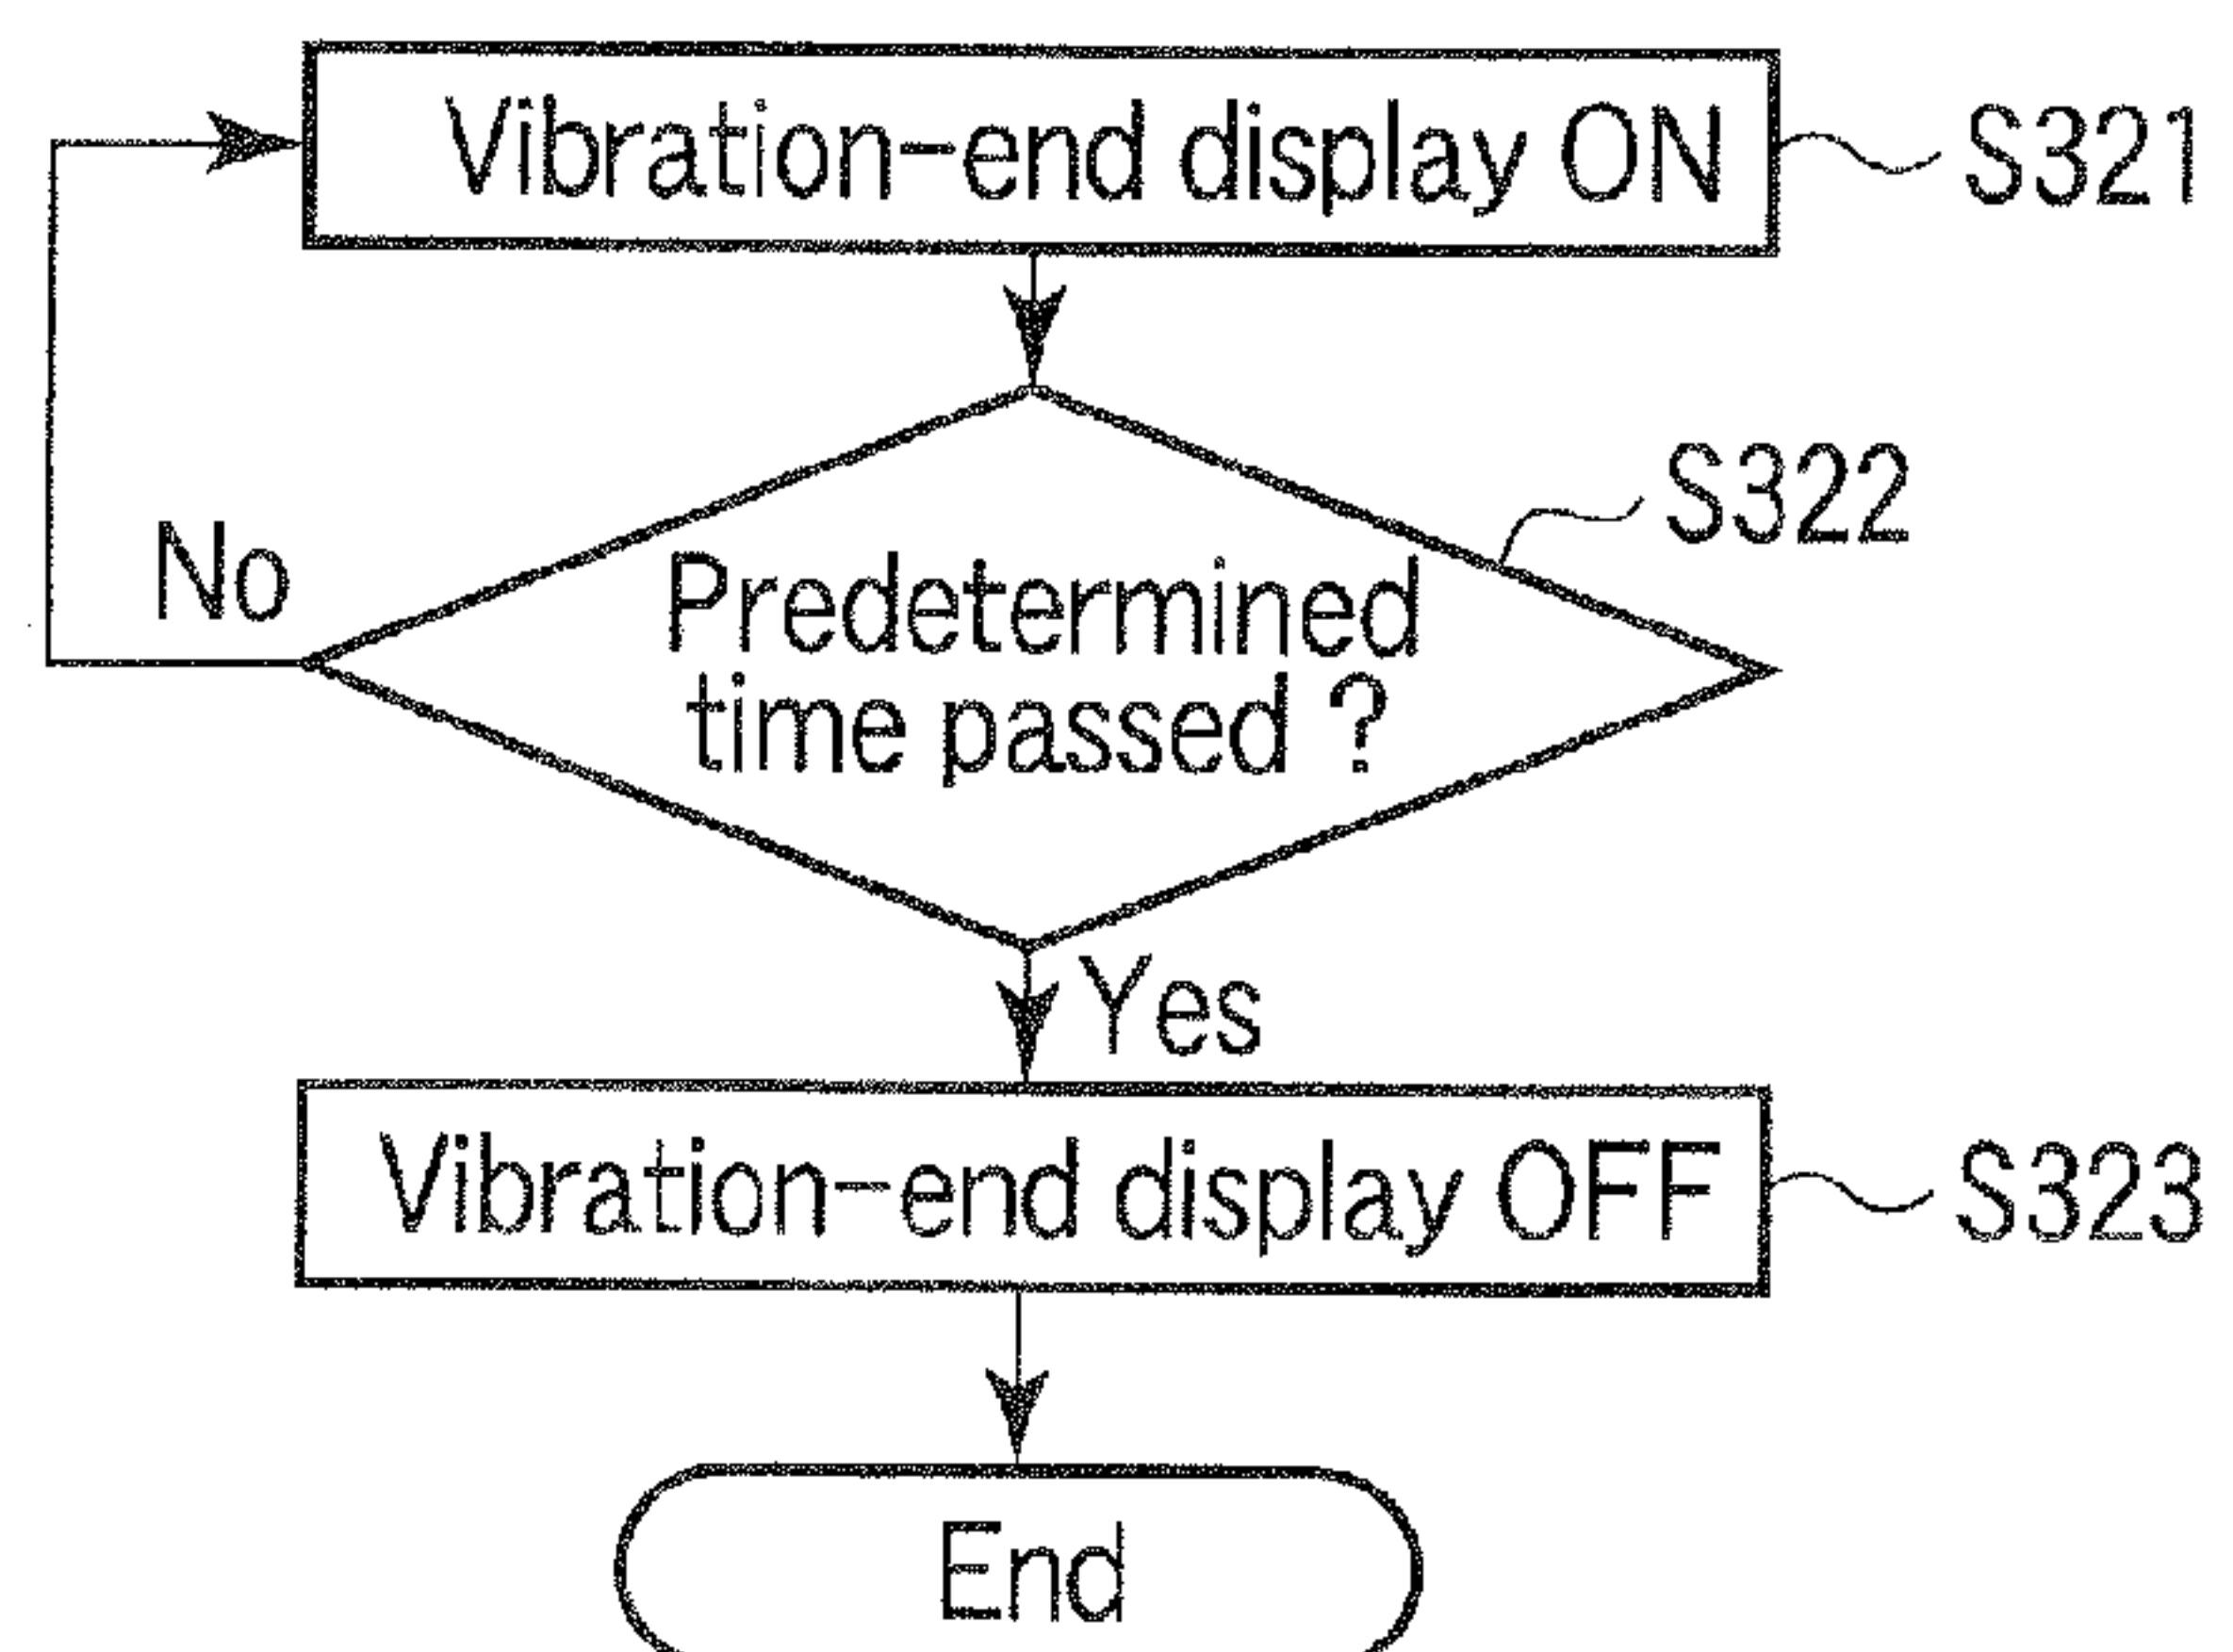 Vibration-end display ON
S321
S322
No
Predetermined
time passed ?
Yes
Vibration-end display OFF
S323
End